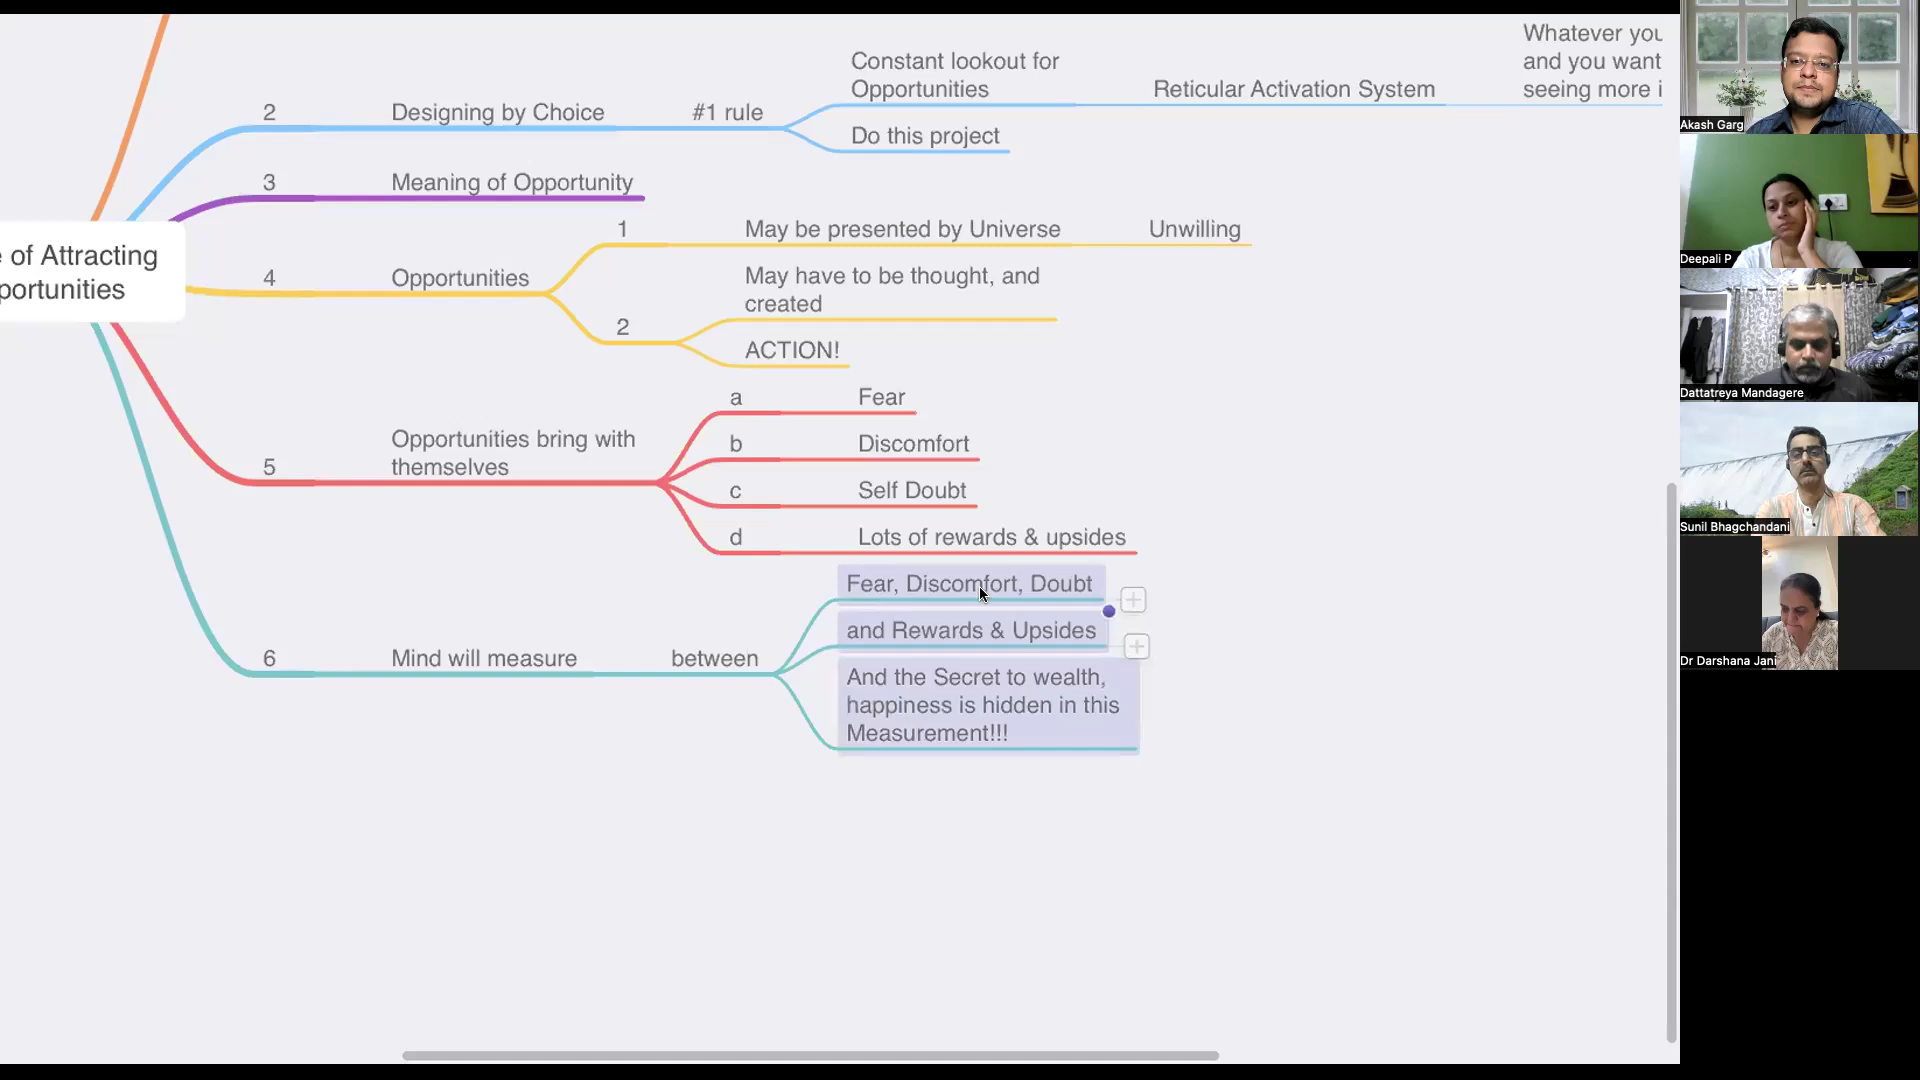 Whatever you
and you want
seeing more i
Constant lookout for
Opportunities
Reticular Activation System
2
Designing by Choice
#1 rule
Do this project
3
Meaning of Opportunity
1
May be presented by Universe
Unwilling
e of Attracting
portunities
4
Opportunities
May have to be thought, and
created
2
ACTION!
a
Fear
Opportunities bring with
themselves
5
b
Discomfort
c
Self Doubt
d
Lots of rewards & upsides
Fear, Discomfort, Doubt
and Rewards & Upsides
6
Mind will measure
between
And the Secret to wealth,
happiness is hidden in this
Measurement!!!
Akash Garg
Deepali P
Dattatreya Mandagere
Sunil Bhagchandani
Dr Darshana Jani